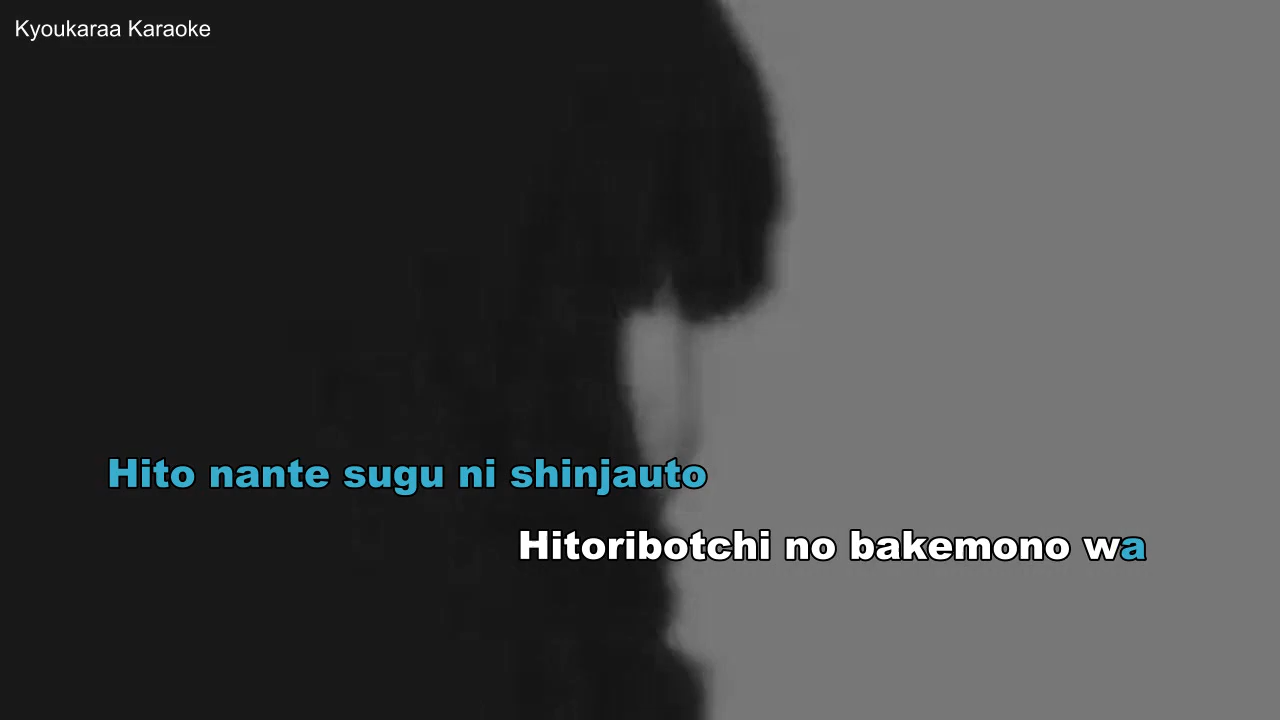 Kyoukaraa Karaoke
Hito nante sugu ni shinjauto
Hitoribotchi no bakemono wa